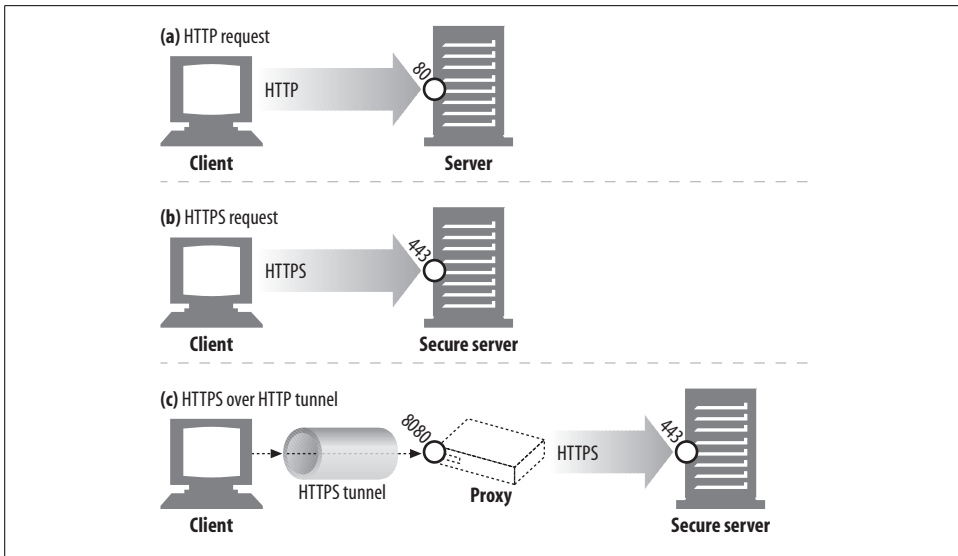 (a) HTTP request
80
HTTP
Client
Server
(b) HTTPS request
443
HTTPS
Client
Secure server
(c) HTTPS over HTTP tunnel
8080
443
HTTPS
HTTPS tunnel
Proxy
Client
Secure server